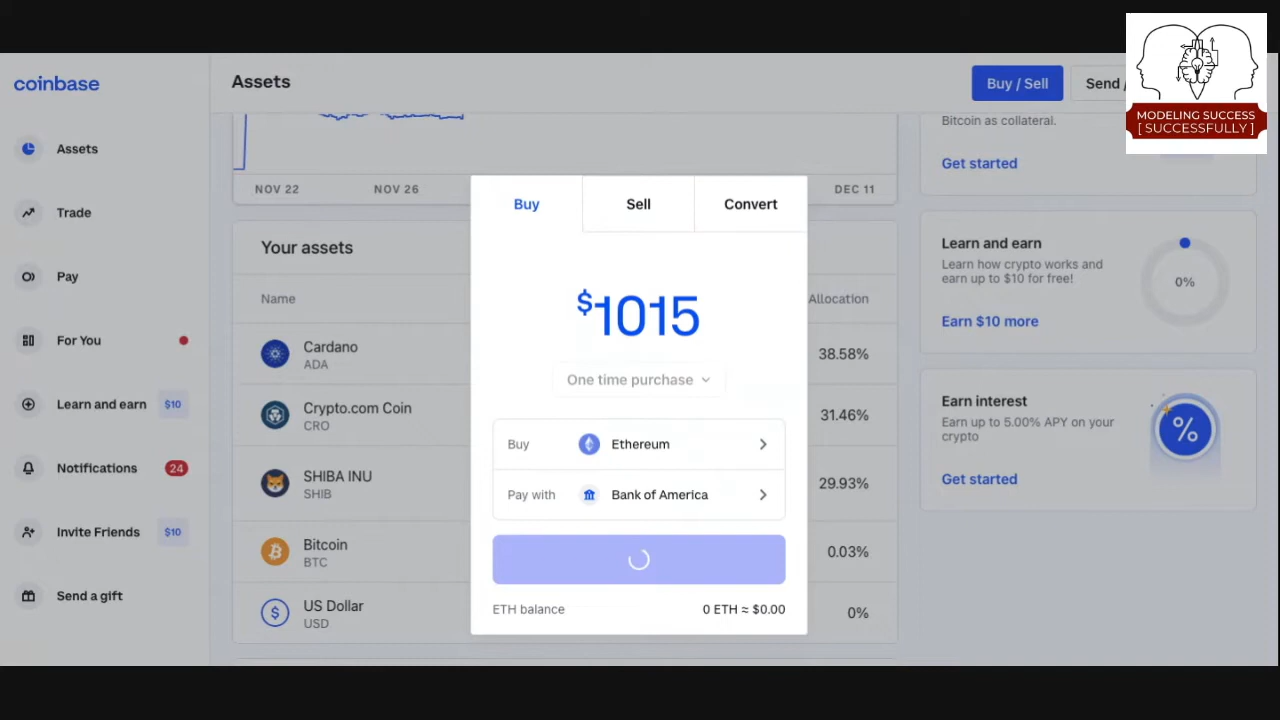 coinbase
Assets
Trade
Pay
For You
Learn and earn $10
Notifications 24
Invite Friends $10
Send a gift
Assets
Buy / Sell
Send /
MODELING SUCCESS
[ SUCCESSFULLY ]
NOV 22 NOV 26 DEC 11
Your assets
Name Allocation
Cardano 38.58%
ADA
Crypto.com Coin 31.46%
CRO
SHIBA INU 29.93%
SHIB
Bitcoin 0.03%
BTC
US Dollar 0%
USD
Buy Sell Convert
$1015
One time purchase
Buy Ethereum
Pay with Bank of America
ETH balance 0 ETH ≈ $0.00
Bitcoin as collateral.
Get started
Learn and earn
Learn how crypto works and
earn up to $10 for free!
0%
Earn $10 more
Earn interest
Earn up to 5.00% APY on your
crypto
%
Get started